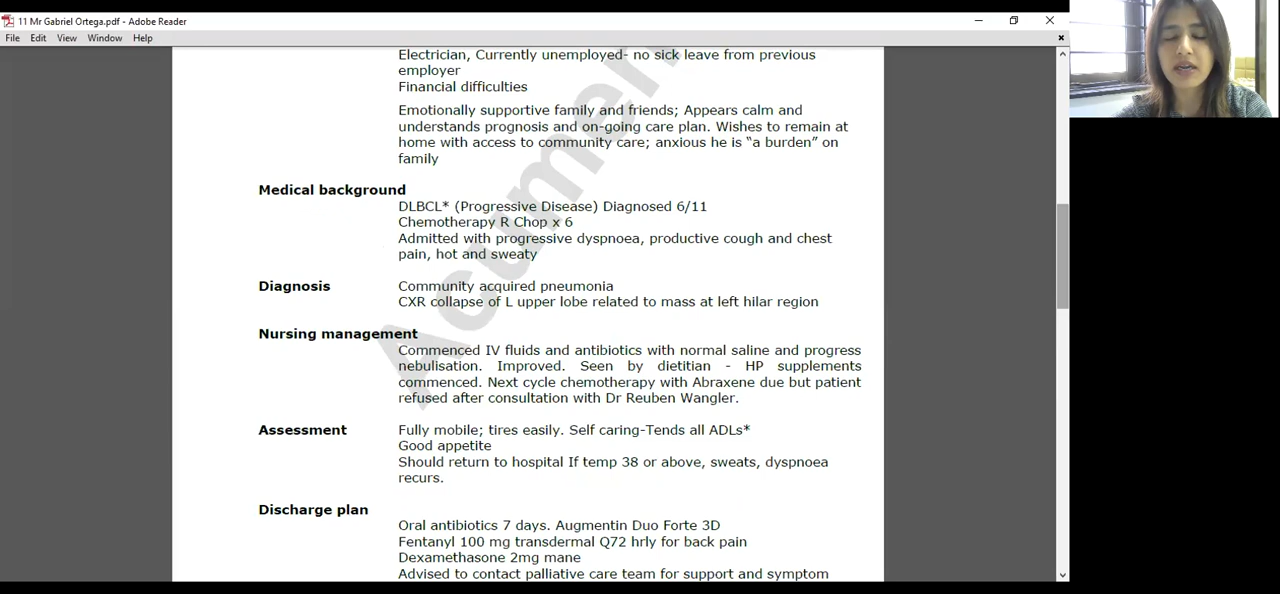 11 Mr Gabriel Ortega.pdf - Adobe Reader
File Edit View Window Help
Electrician, Currently unemployed- no sick leave from previous
employer
Financial difficulties
Emotionally supportive family and friends; Appears calm and
understands prognosis and on-going care plan. Wishes to remain at
home with access to community care; anxious he is “a burden” on
family
Medical background
DLBCL* (Progressive Disease) Diagnosed 6/11
Chemotherapy R Chop x 6
Admitted with progressive dyspnoea, productive cough and chest
pain, hot and sweaty
Diagnosis Community acquired pneumonia
CXR collapse of L upper lobe related to mass at left hilar region
Nursing management
Commenced IV fluids and antibiotics with normal saline and progress
nebulisation. Improved. Seen by dietitian - HP supplements
commenced. Next cycle chemotherapy with Abraxene due but patient
refused after consultation with Dr Reuben Wangler.
Assessment Fully mobile; tires easily. Self caring-Tends all ADLs*
Good appetite
Should return to hospital If temp 38 or above, sweats, dyspnoea
recurs.
Discharge plan
Oral antibiotics 7 days. Augmentin Duo Forte 3D
Fentanyl 100 mg transdermal Q72 hrly for back pain
Dexamethasone 2mg mane
Advised to contact palliative care team for support and symptom
Acumen